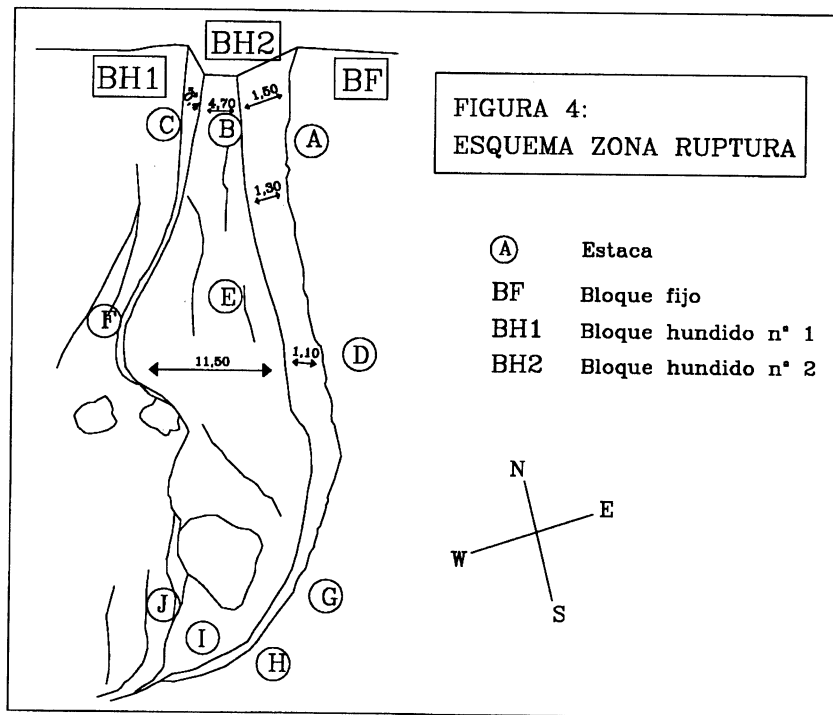 BH2
BH1
BF
4,70
1,50
C
B
A
1,30
FIGURA 4:
ESQUEMA ZONA RUPTURA
A Estaca
BF Bloque fijo
BH1 Bloque hundido nº 1
BH2 Bloque hundido nº 2
E
F
D
11,50
1,10
N
E
W
S
J
G
I
H